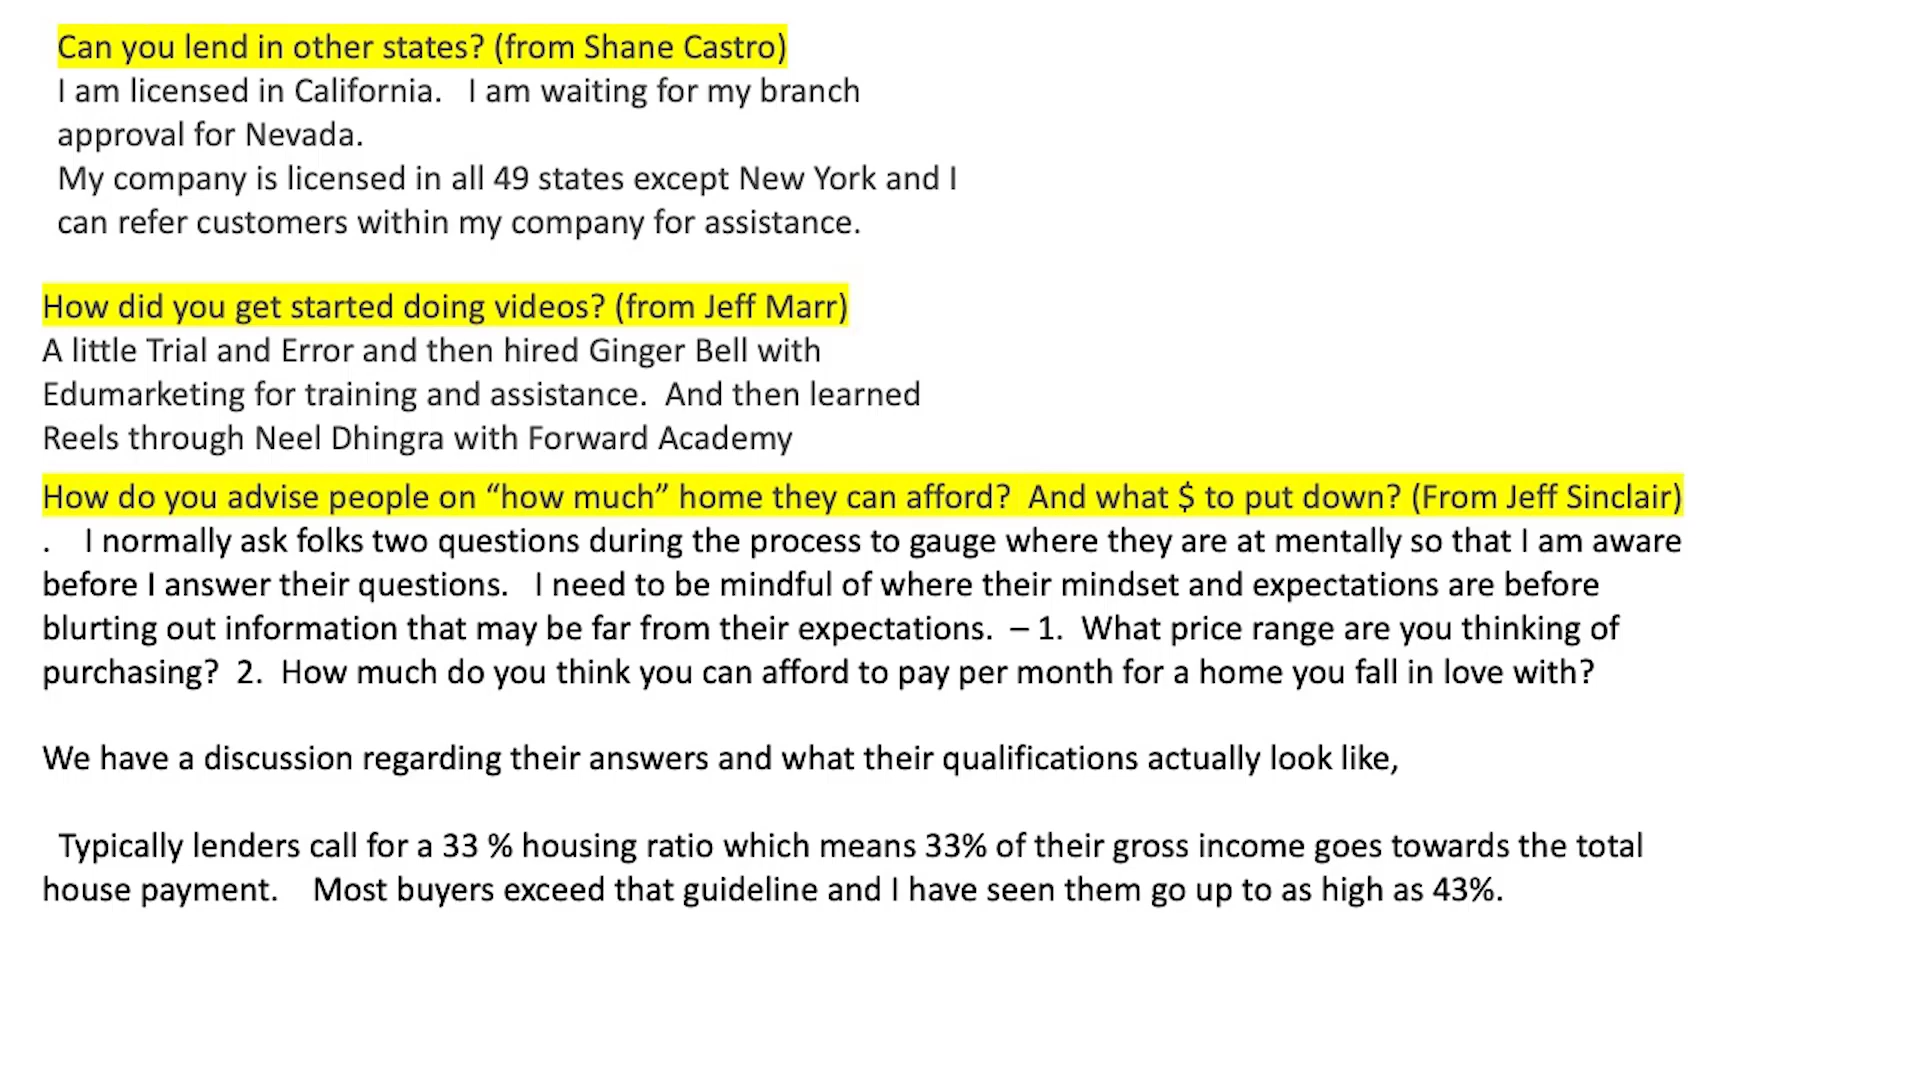 Can you lend in other states? (from Shane Castro)
I am licensed in California.   I am waiting for my branch
approval for Nevada.
My company is licensed in all 49 states except New York and I
can refer customers within my company for assistance.
How did you get started doing videos? (from Jeff Marr)
A little Trial and Error and then hired Ginger Bell with
Edumarketing for training and assistance.  And then learned
Reels through Neel Dhingra with Forward Academy
How do you advise people on “how much” home they can afford?  And what $ to put down? (From Jeff Sinclair)
.    I normally ask folks two questions during the process to gauge where they are at mentally so that I am aware
before I answer their questions.   I need to be mindful of where their mindset and expectations are before
blurting out information that may be far from their expectations.  – 1.  What price range are you thinking of
purchasing?  2.  How much do you think you can afford to pay per month for a home you fall in love with?
We have a discussion regarding their answers and what their qualifications actually look like,
Typically lenders call for a 33 % housing ratio which means 33% of their gross income goes towards the total
house payment.    Most buyers exceed that guideline and I have seen them go up to as high as 43%.